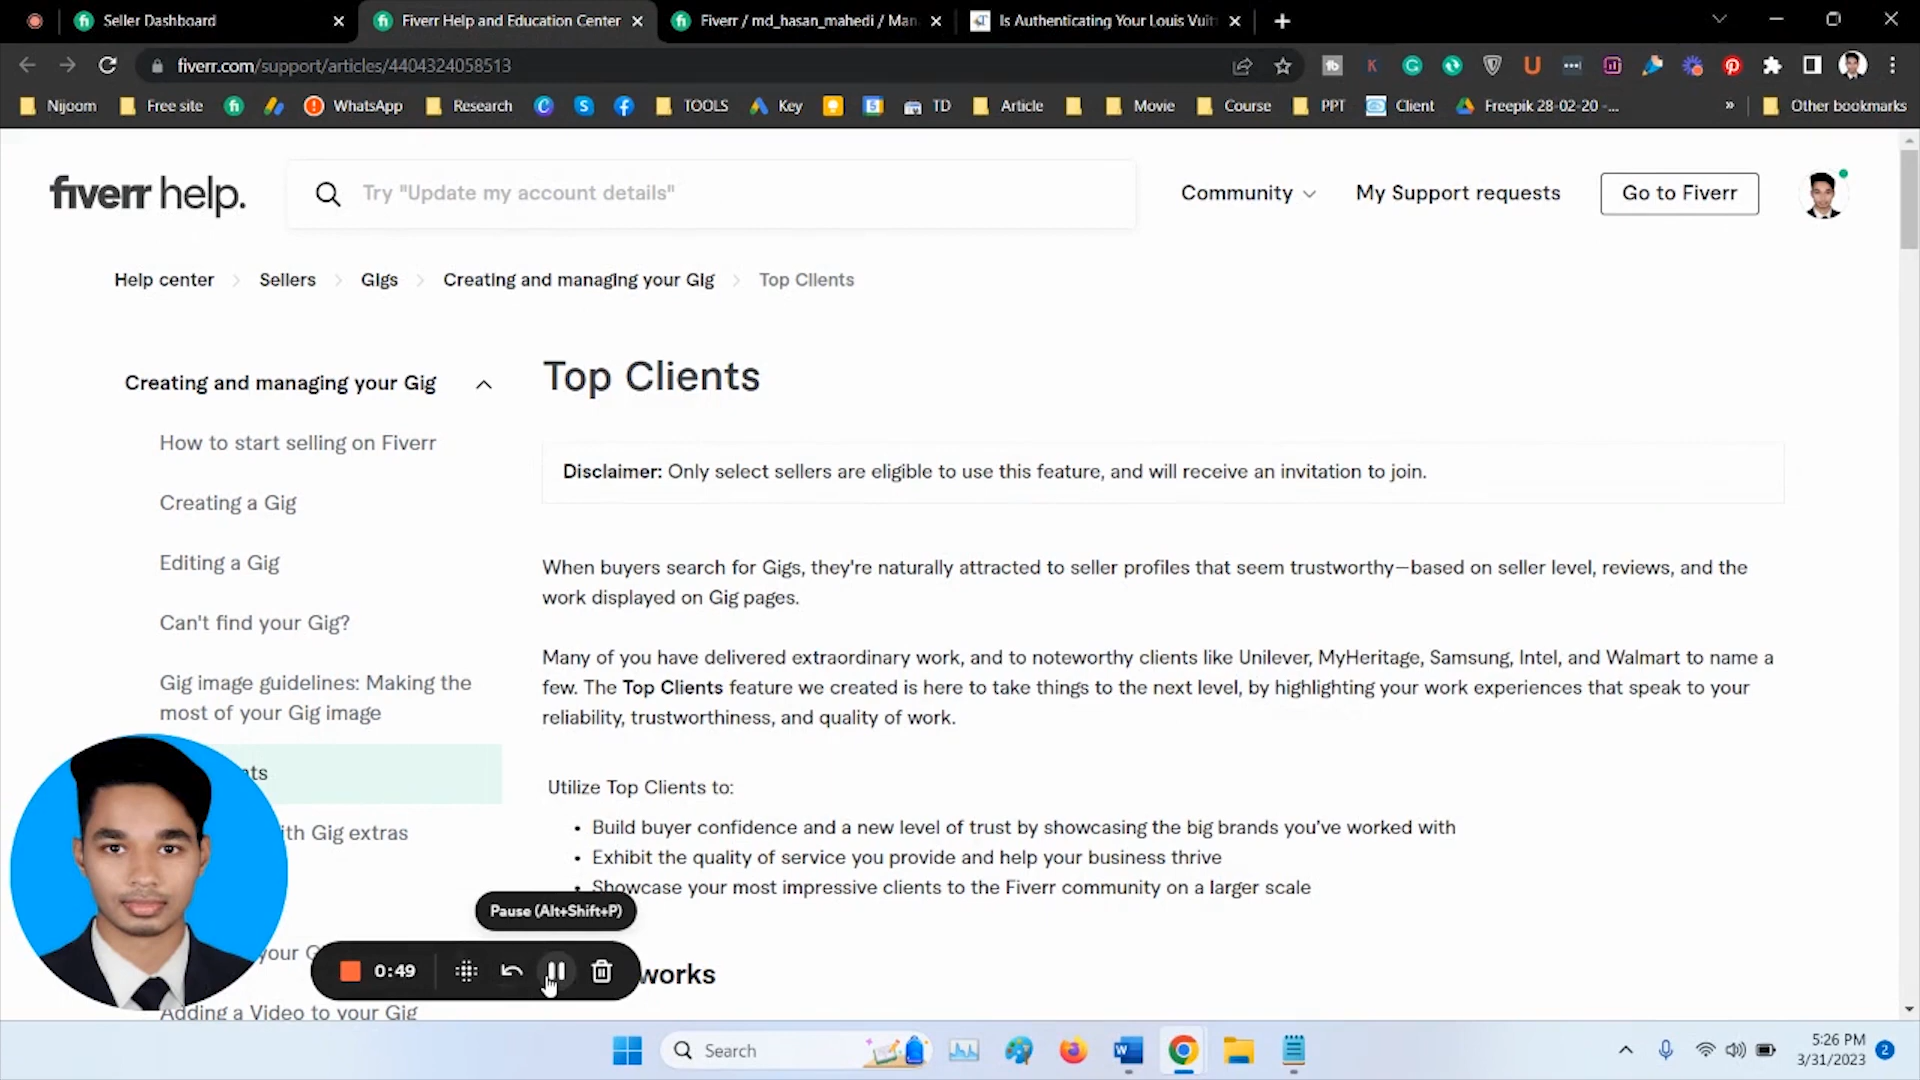 Seller Dashboard
Fiverr Help and Education Center
Fiverr / md_hasan_mahedi / Man
Is Authenticating Your Louis Vuit
fiverr.com/support/articles/4404324058513
Nijoom
Free site
WhatsApp
Research
TOOLS
Key
TD
Article
Movie
Course
PPT
Client
Freepik 28-02-20 -...
»
Other bookmarks
fiverr help.
Try "Update my account details"
Community
My Support requests
Go to Fiverr
Help center
Sellers
Gigs
Creating and managing your Gig
Top Clients
Creating and managing your Gig
How to start selling on Fiverr
Creating a Gig
Editing a Gig
Can't find your Gig?
Gig image guidelines: Making the
most of your Gig image
nts
ith Gig extras
your G
Adding a Video to your Gig
Top Clients
Disclaimer: Only select sellers are eligible to use this feature, and will receive an invitation to join.
When buyers search for Gigs, they're naturally attracted to seller profiles that seem trustworthy—based on seller level, reviews, and the
work displayed on Gig pages.
Many of you have delivered extraordinary work, and to noteworthy clients like Unilever, MyHeritage, Samsung, Intel, and Walmart to name a
few. The Top Clients feature we created is here to take things to the next level, by highlighting your work experiences that speak to your
reliability, trustworthiness, and quality of work.
Utilize Top Clients to:
• Build buyer confidence and a new level of trust by showcasing the big brands you've worked with
• Exhibit the quality of service you provide and help your business thrive
• Showcase your most impressive clients to the Fiverr community on a larger scale
works
Pause (Alt+Shift+P)
0:49
Search
5:26 PM
3/31/2023
2